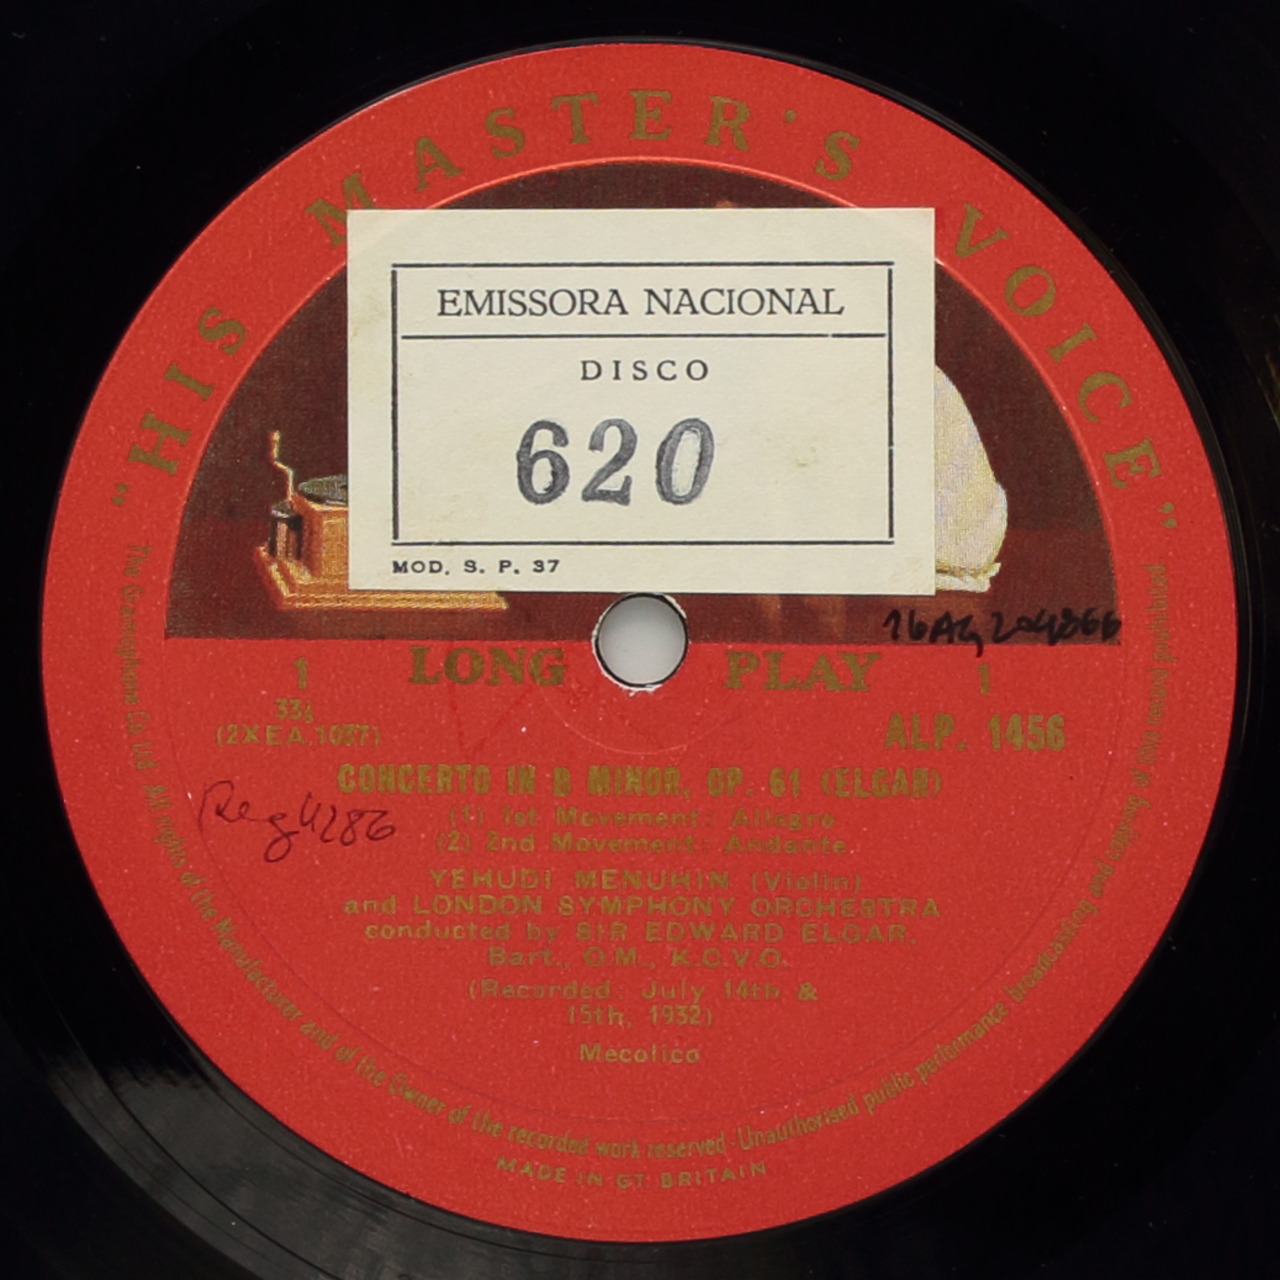 "HIS MASTER'S VOICE"
EMISSORA NACIONAL
DISCO
620
MOD. S. P. 37
LONG PLAY
1 1
33⅓
(2XEA.1037)
ALP. 1456
CONCERTO IN B MINOR, OP. 61 (ELGAR)
Reg 4286
(1) 1st Movement: Allegro
(2) 2nd Movement: Andante.
YEHUDI MENUHIN (Violin)
and LONDON SYMPHONY ORCHESTRA
conducted by SIR EDWARD ELGAR,
Bart., O.M., K.C.V.O.
(Recorded: July 14th &
15th, 1932)
Mecolico
The Gramophone Co. Ltd. All rights of the Manufacturer and of the Owner of the recorded work reserved · Unauthorised public performance broadcasting and copying of this record prohibited
MADE IN GT BRITAIN